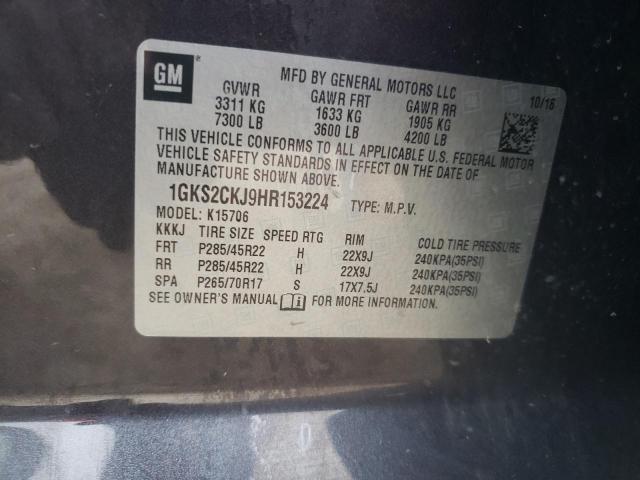 GM
MFD BY GENERAL MOTORS LLC
10/16
GVWR GAWR FRT GAWR RR
3311 KG 1633 KG 1905 KG
7300 LB 3600 LB 4200 LB
THIS VEHICLE CONFORMS TO ALL APPLICABLE U.S. FEDERAL MOTOR
VEHICLE SAFETY STANDARDS IN EFFECT ON THE DATE OF
MANUFACTURE SHOWN ABOVE.
1GKS2CKJ9HR153224 TYPE: M.P.V.
MODEL: K15706
KKKJ TIRE SIZE SPEED RTG RIM COLD TIRE PRESSURE
FRT P285/45R22 H 22X9J 240KPA(35PSI)
RR P285/45R22 H 22X9J 240KPA(35PSI)
SPA P265/70R17 S 17X7.5J 240KPA(35PSI)
SEE OWNER'S MANUAL FOR MORE INFORMATION.